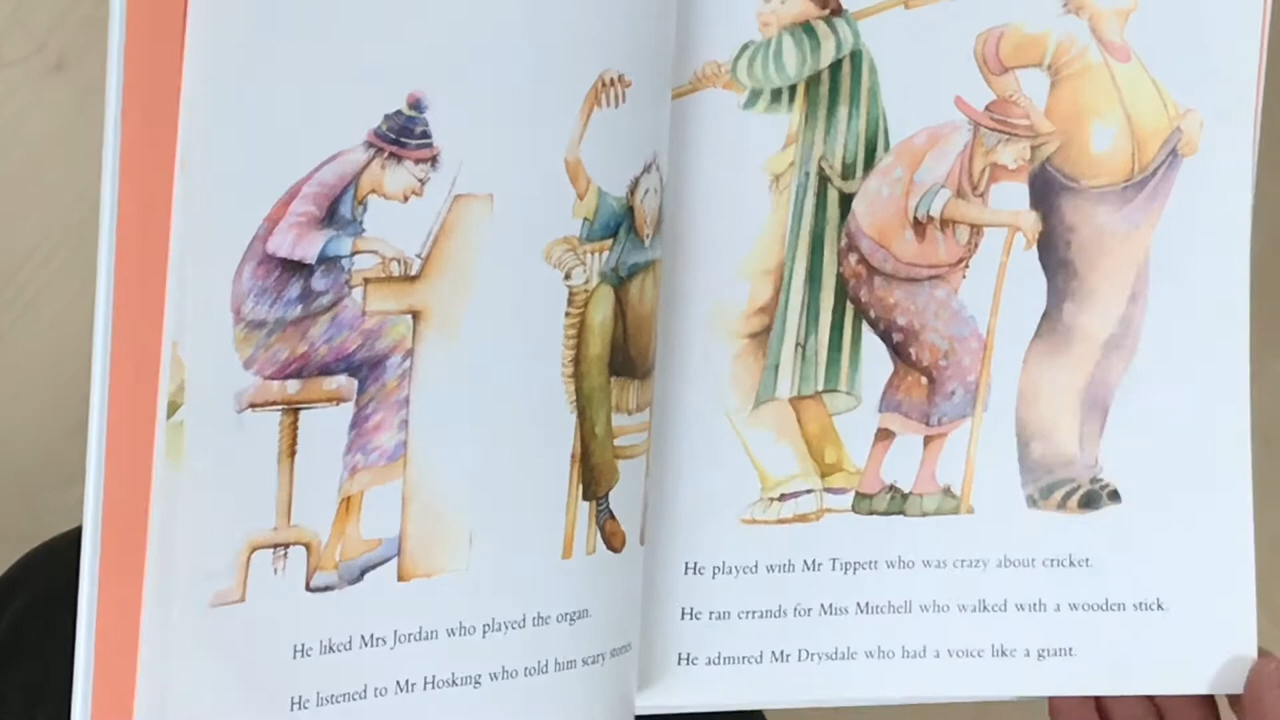 He liked Mrs Jordan who played the organ.
He listened to Mr Hosking who told him scary stories
He played with Mr Tippett who was crazy about cricket.
He ran errands for Miss Mitchell who walked with a wooden stick.
He admired Mr Drysdale who had a voice like a giant.